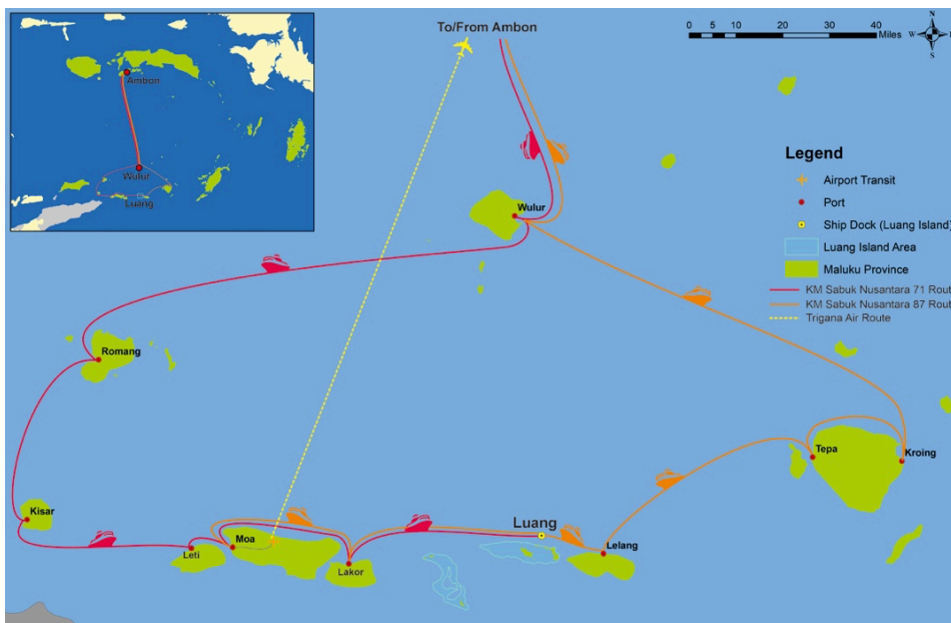 To/From Ambon
0 5 10 20 30 40
Miles
N
W
S
Ambon
Wulur
Luang
Legend
Airport Transit
Port
Ship Dock (Luang Island)
Luang Island Area
Maluku Province
KM Sabuk Nusantara 71 Rout
KM Sabuk Nusantara 87 Rout
Trigana Air Route
Wulur
Romang
Tepa
Kroing
Kisar
Luang
Moa
Leti
Lelang
Lakor